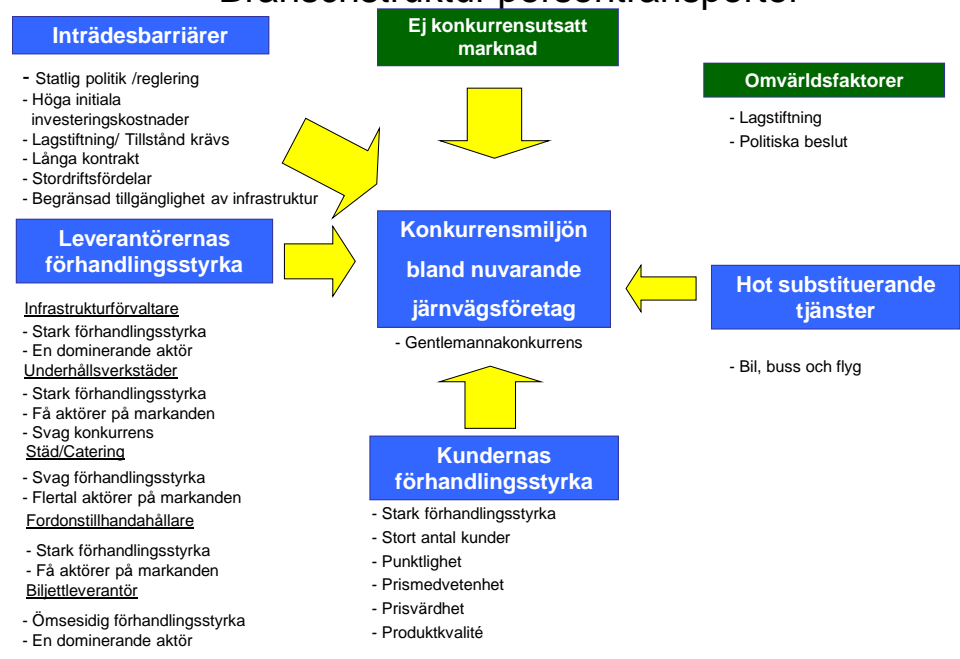 Branschstruktur persontransporter
Inträdesbarriärer
- Statlig politik /reglering
- Höga initiala
investeringskostnader
- Lagstiftning/ Tillstånd krävs
- Långa kontrakt
- Stordriftsfördelar
- Begränsad tillgänglighet av infrastruktur
Ej konkurrensutsatt
marknad
Omvärldsfaktorer
- Lagstiftning
- Politiska beslut
Leverantörernas
förhandlingsstyrka
Infrastrukturförvaltare
- Stark förhandlingsstyrka
- En dominerande aktör
Underhållsverkstäder
- Stark förhandlingsstyrka
- Få aktörer på markanden
- Svag konkurrens
Städ/Catering
- Svag förhandlingsstyrka
- Flertal aktörer på markanden
Fordonstillhandahållare
- Stark förhandlingsstyrka
- Få aktörer på markanden
Biljettleverantör
- Ömsesidig förhandlingsstyrka
- En dominerande aktör
Konkurrensmiljön
bland nuvarande
järnvägsföretag
- Gentlemannakonkurrens
Hot substituerande
tjänster
- Bil, buss och flyg
Kundernas
förhandlingsstyrka
- Stark förhandlingsstyrka
- Stort antal kunder
- Punktlighet
- Prismedvetenhet
- Prisvärdhet
- Produktkvalité